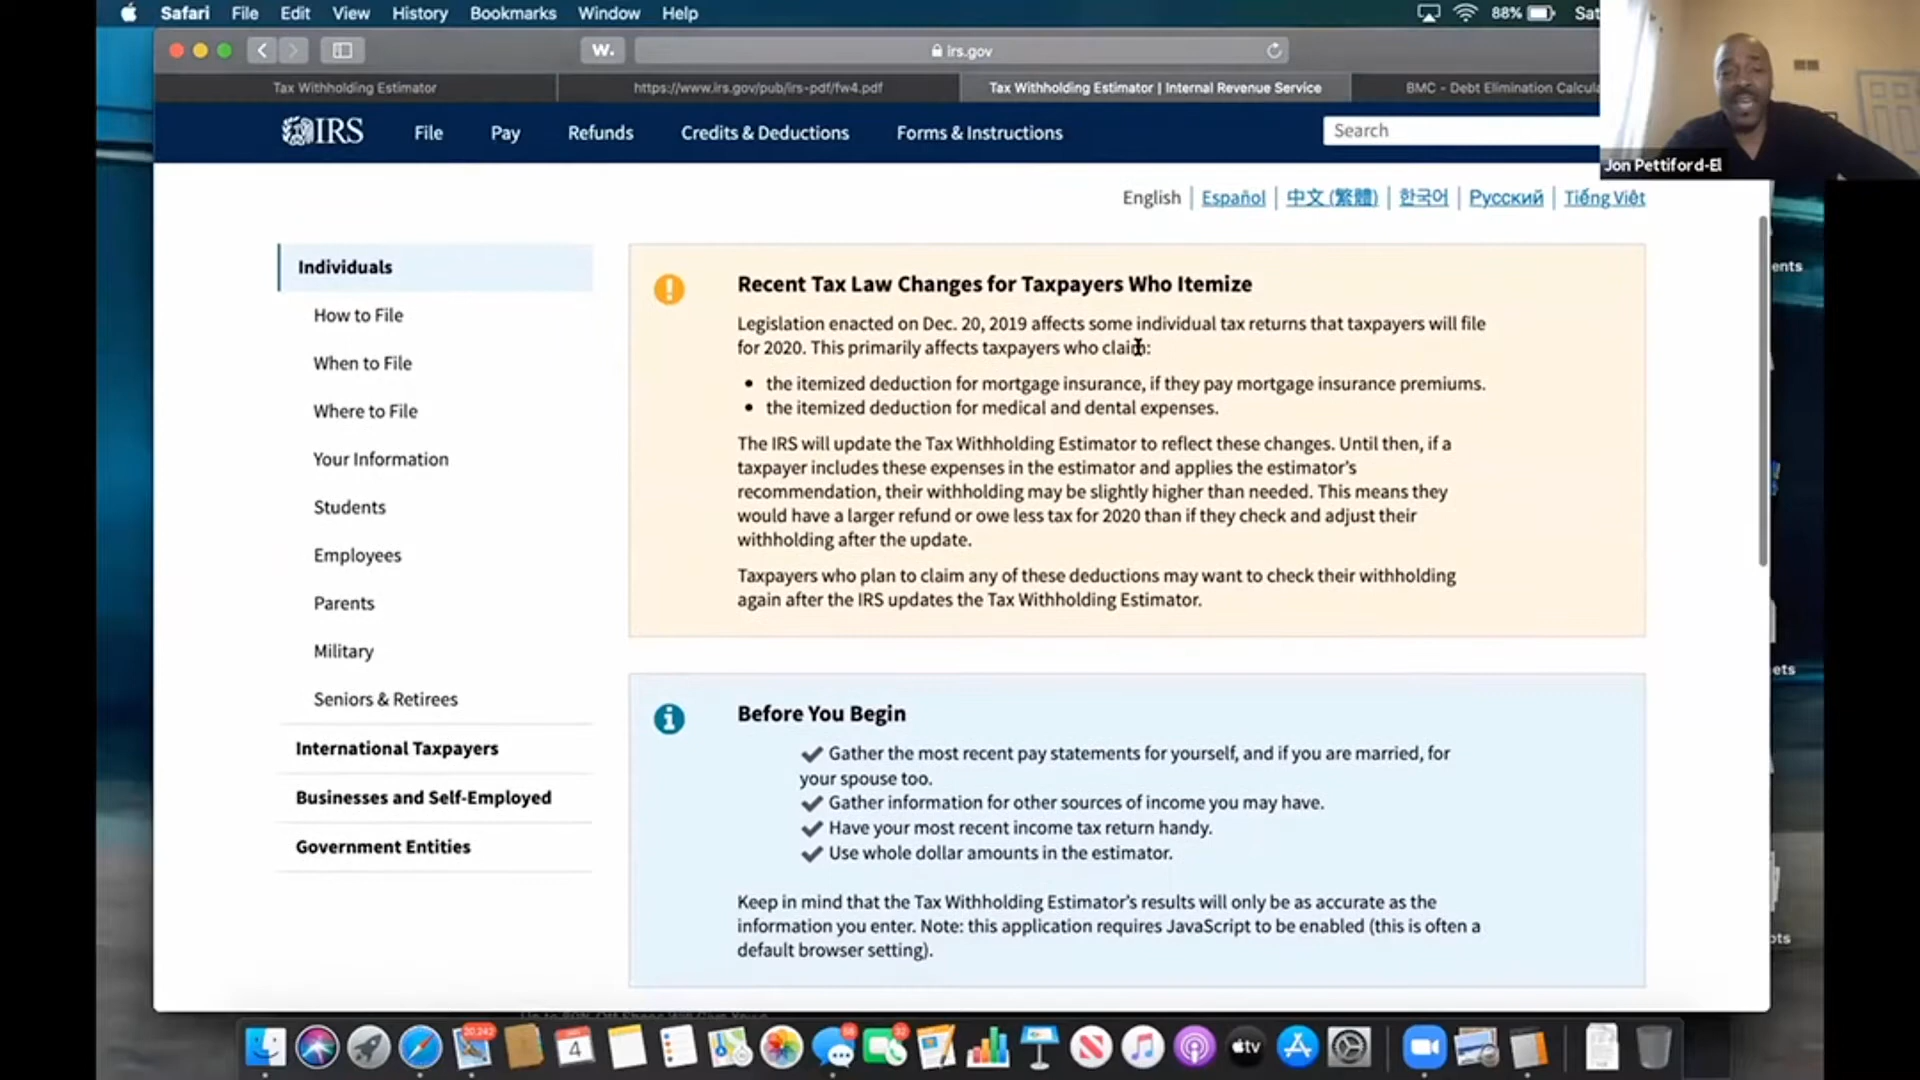 Safari File Edit View History Bookmarks Window Help
88% Sat
W. irs.gov
Tax Withholding Estimator
https://www.irs.gov/pub/irs-pdf/fw4.pdf
Tax Withholding Estimator | Internal Revenue Service
BMC - Debt Elimination Calcula
IRS File Pay Refunds Credits & Deductions Forms & Instructions
Search
Jon Pettiford-El
English Español 中文 (繁體) 한국어 Русский Tiếng Việt
Individuals
How to File
When to File
Where to File
Your Information
Students
Employees
Parents
Military
Seniors & Retirees
International Taxpayers
Businesses and Self-Employed
Government Entities
Recent Tax Law Changes for Taxpayers Who Itemize
Legislation enacted on Dec. 20, 2019 affects some individual tax returns that taxpayers will file
for 2020. This primarily affects taxpayers who claim:
the itemized deduction for mortgage insurance, if they pay mortgage insurance premiums.
the itemized deduction for medical and dental expenses.
The IRS will update the Tax Withholding Estimator to reflect these changes. Until then, if a
taxpayer includes these expenses in the estimator and applies the estimator's
recommendation, their withholding may be slightly higher than needed. This means they
would have a larger refund or owe less tax for 2020 than if they check and adjust their
withholding after the update.
Taxpayers who plan to claim any of these deductions may want to check their withholding
again after the IRS updates the Tax Withholding Estimator.
Before You Begin
Gather the most recent pay statements for yourself, and if you are married, for
your spouse too.
Gather information for other sources of income you may have.
Have your most recent income tax return handy.
Use whole dollar amounts in the estimator.
Keep in mind that the Tax Withholding Estimator's results will only be as accurate as the
information you enter. Note: this application requires JavaScript to be enabled (this is often a
default browser setting).
ents
ets
ots
20,242
4
tv